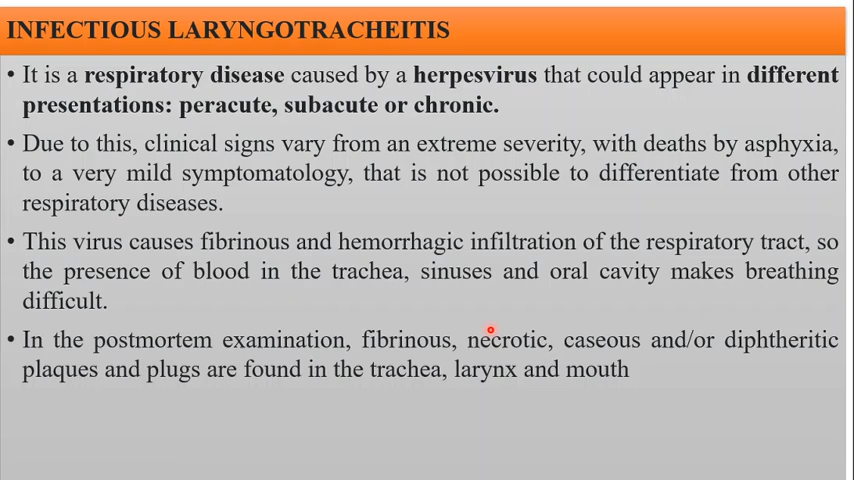 INFECTIOUS LARYNGOTRACHEITIS
• It is a respiratory disease caused by a herpesvirus that could appear in different
presentations: peracute, subacute or chronic.
• Due to this, clinical signs vary from an extreme severity, with deaths by asphyxia,
to a very mild symptomatology, that is not possible to differentiate from other
respiratory diseases.
• This virus causes fibrinous and hemorrhagic infiltration of the respiratory tract, so
the presence of blood in the trachea, sinuses and oral cavity makes breathing
difficult.
• In the postmortem examination, fibrinous, necrotic, caseous and/or diphtheritic
plaques and plugs are found in the trachea, larynx and mouth